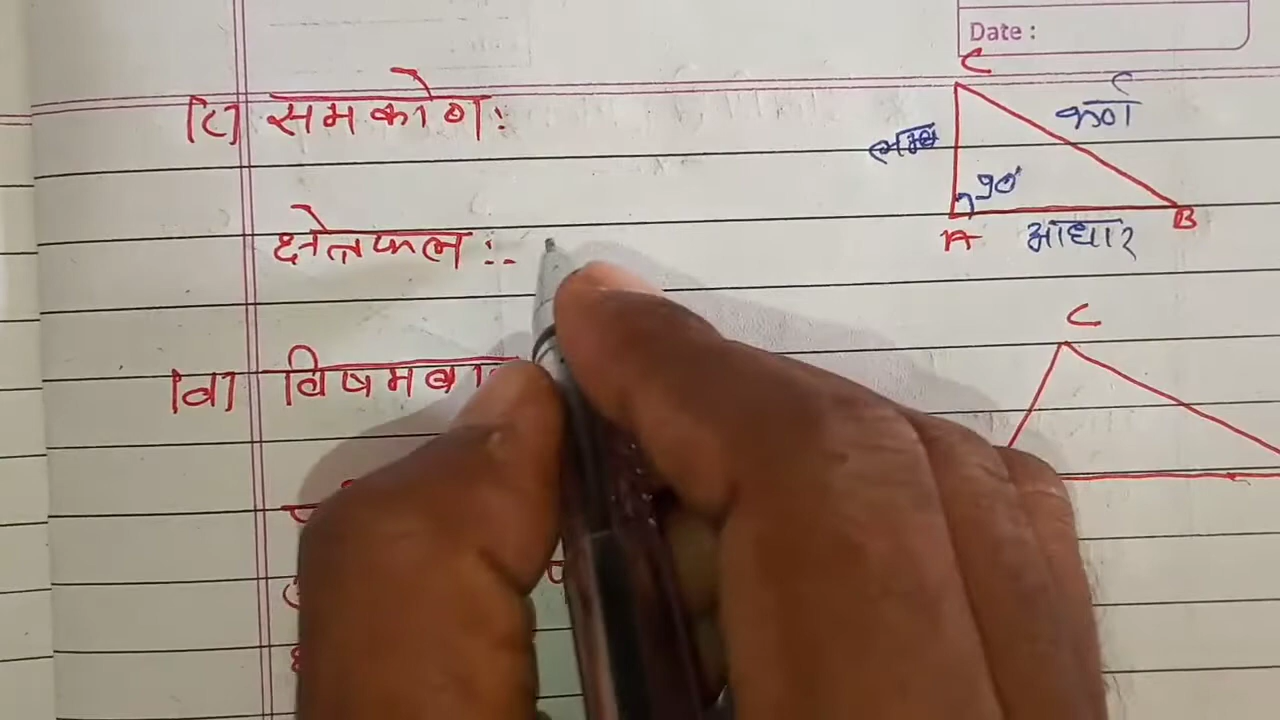 Date :
(स) समकोण :
C
लम्ब
कर्ण
90°
A
आधार
B
क्षेत्रफल :-
C
(व) विषमबा